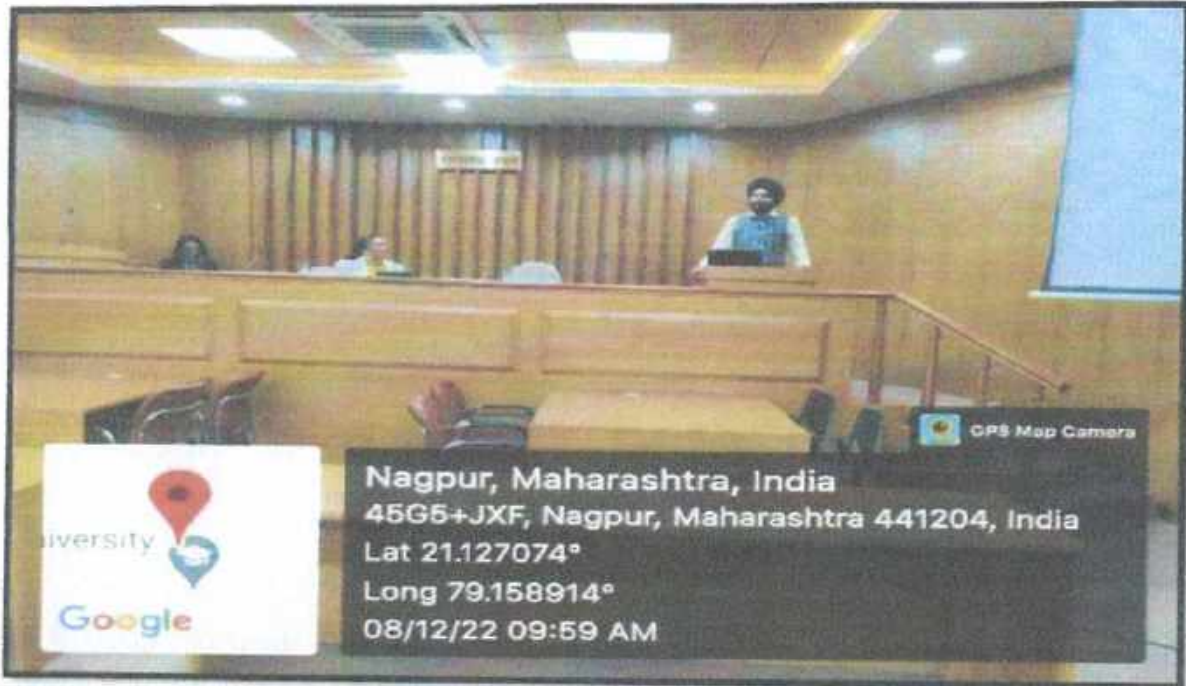 GPS Map Camera
iversity
Google
Nagpur, Maharashtra, India
45G5+JXF, Nagpur, Maharashtra 441204, India
Lat 21.127074°
Long 79.158914°
08/12/22 09:59 AM